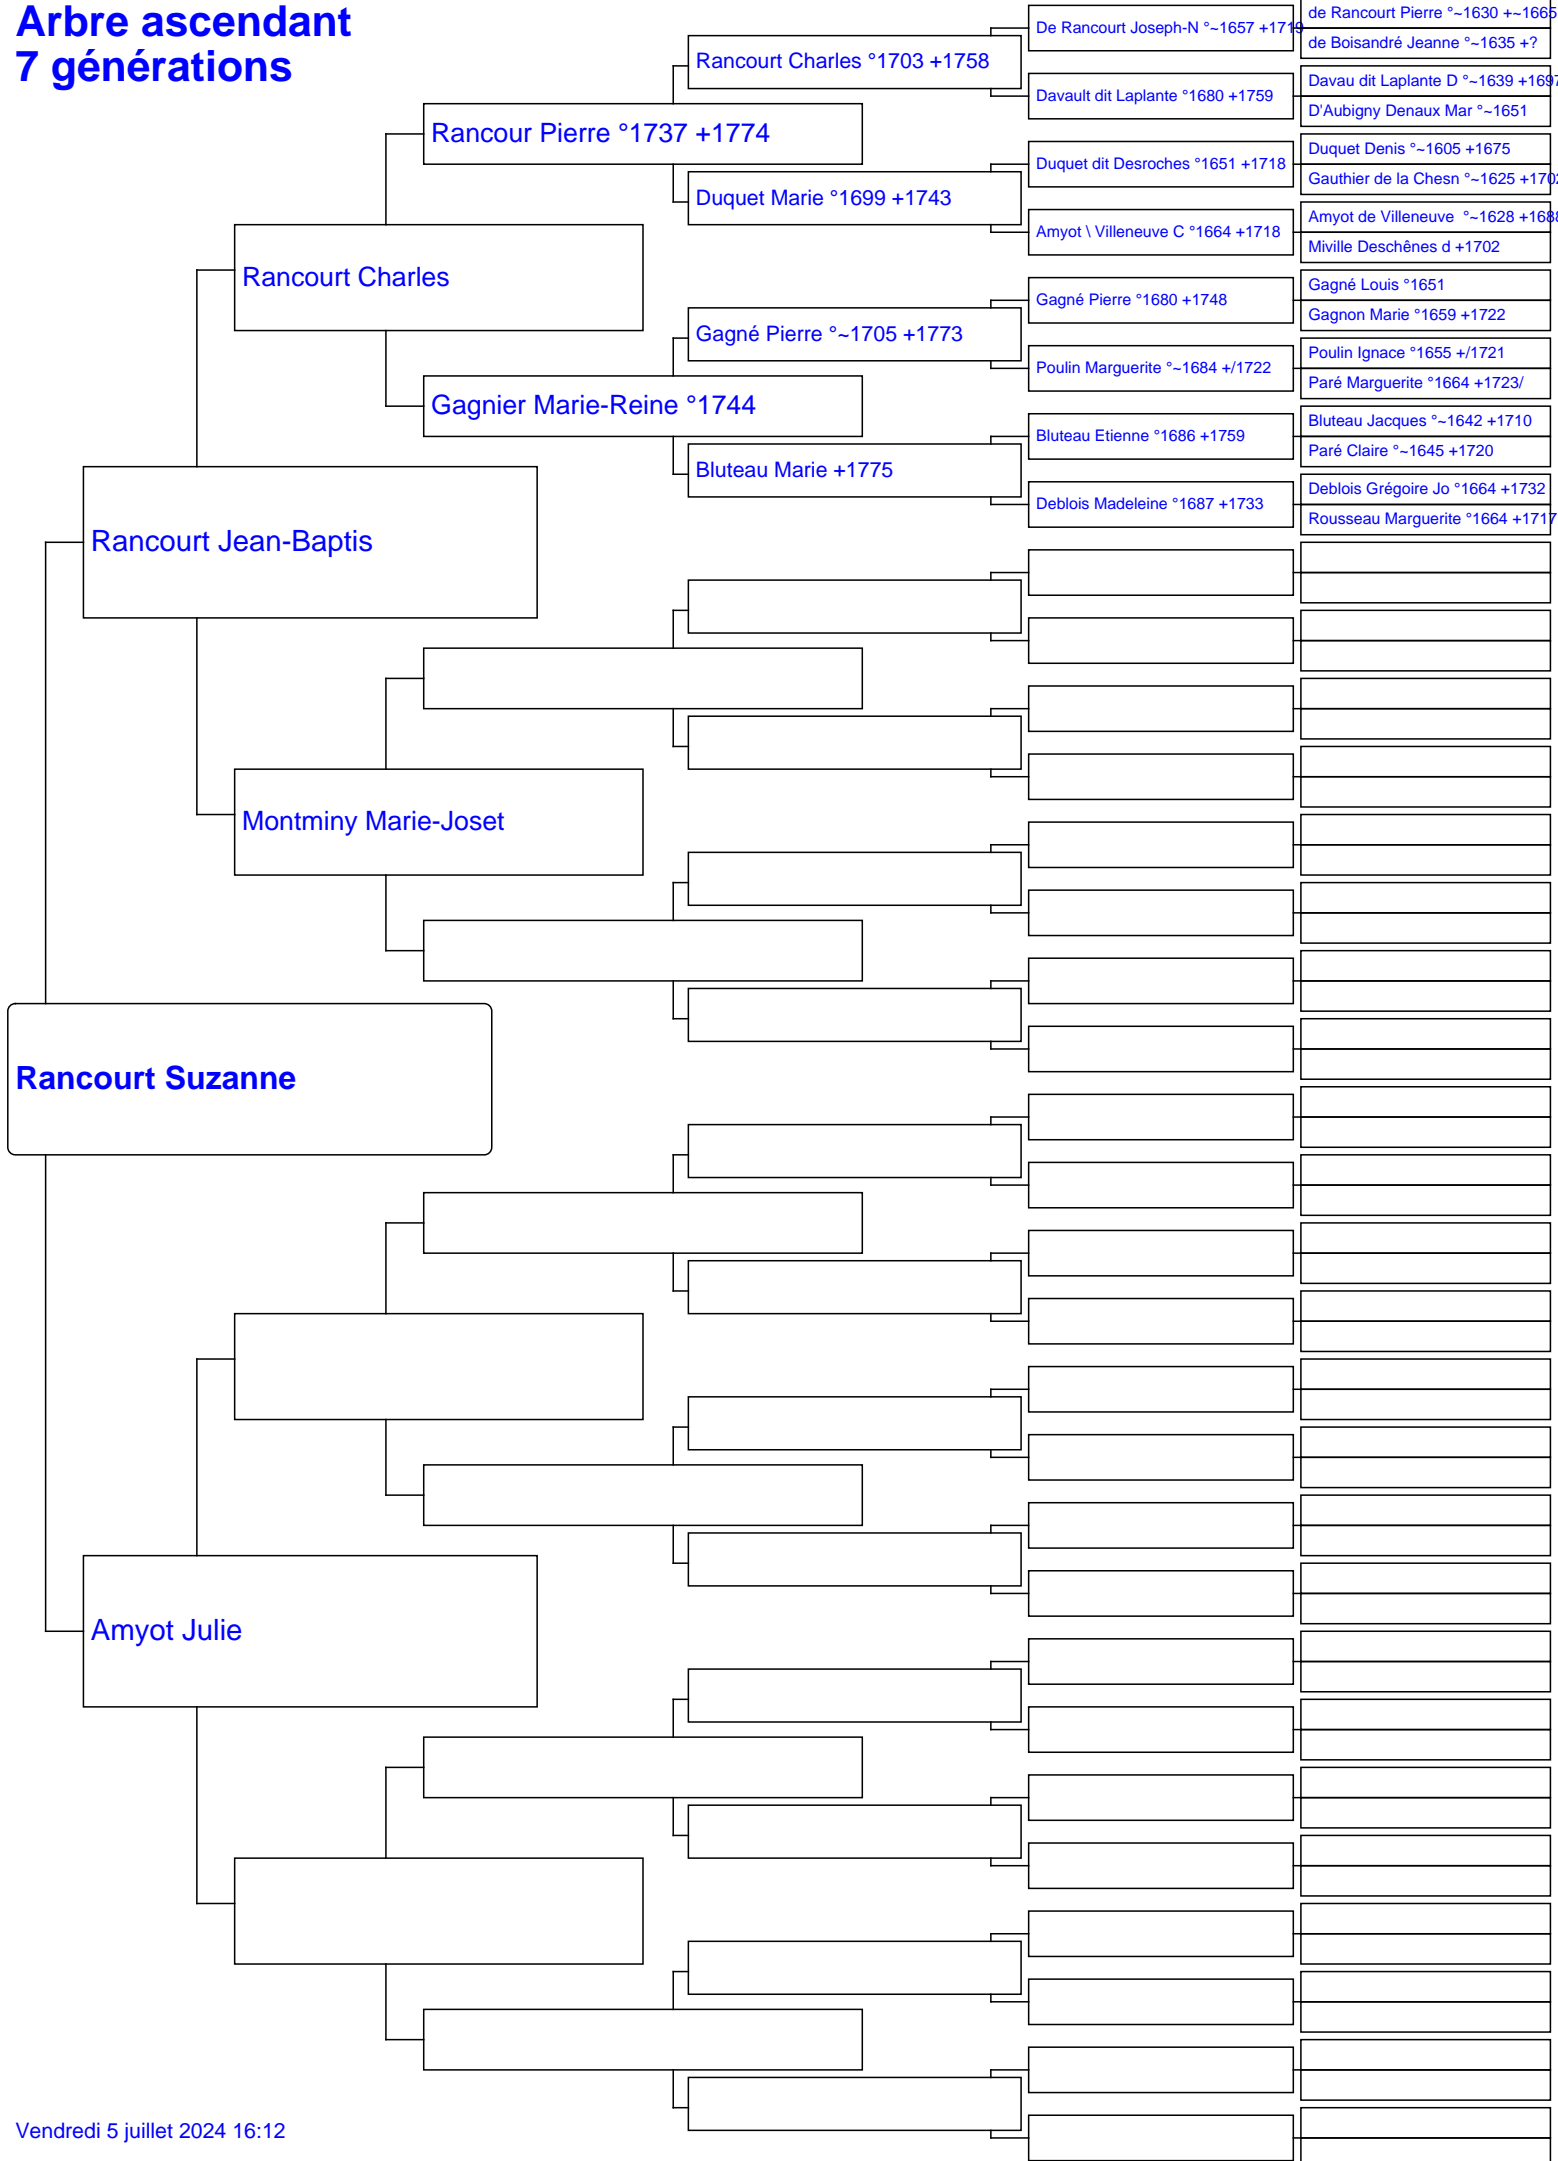 Arbre ascendant
7 générations
Rancourt Suzanne
Rancourt Jean-Baptis
Amyot Julie
Rancourt Charles
Montminy Marie-Joset
Rancour Pierre °1737 +1774
Gagnier Marie-Reine °1744
Rancourt Charles °1703 +1758
Duquet Marie °1699 +1743
Gagné Pierre °~1705 +1773
Bluteau Marie +1775
De Rancourt Joseph-N °~1657 +1719
Davault dit Laplante °1680 +1759
Duquet dit Desroches °1651 +1718
Amyot \ Villeneuve C °1664 +1718
Gagné Pierre °1680 +1748
Poulin Marguerite °~1684 +/1722
Bluteau Etienne °1686 +1759
Deblois Madeleine °1687 +1733
de Rancourt Pierre °~1630 +~1665
de Boisandré Jeanne °~1635 +?
Davau dit Laplante D °~1639 +1697
D'Aubigny Denaux Mar °~1651
Duquet Denis °~1605 +1675
Gauthier de la Chesn °~1625 +1702
Amyot de Villeneuve °~1628 +1688
Miville Deschênes d +1702
Gagné Louis °1651
Gagnon Marie °1659 +1722
Poulin Ignace °1655 +/1721
Paré Marguerite °1664 +1723/
Bluteau Jacques °~1642 +1710
Paré Claire °~1645 +1720
Deblois Grégoire Jo °1664 +1732
Rousseau Marguerite °1664 +1717
Vendredi 5 juillet 2024 16:12